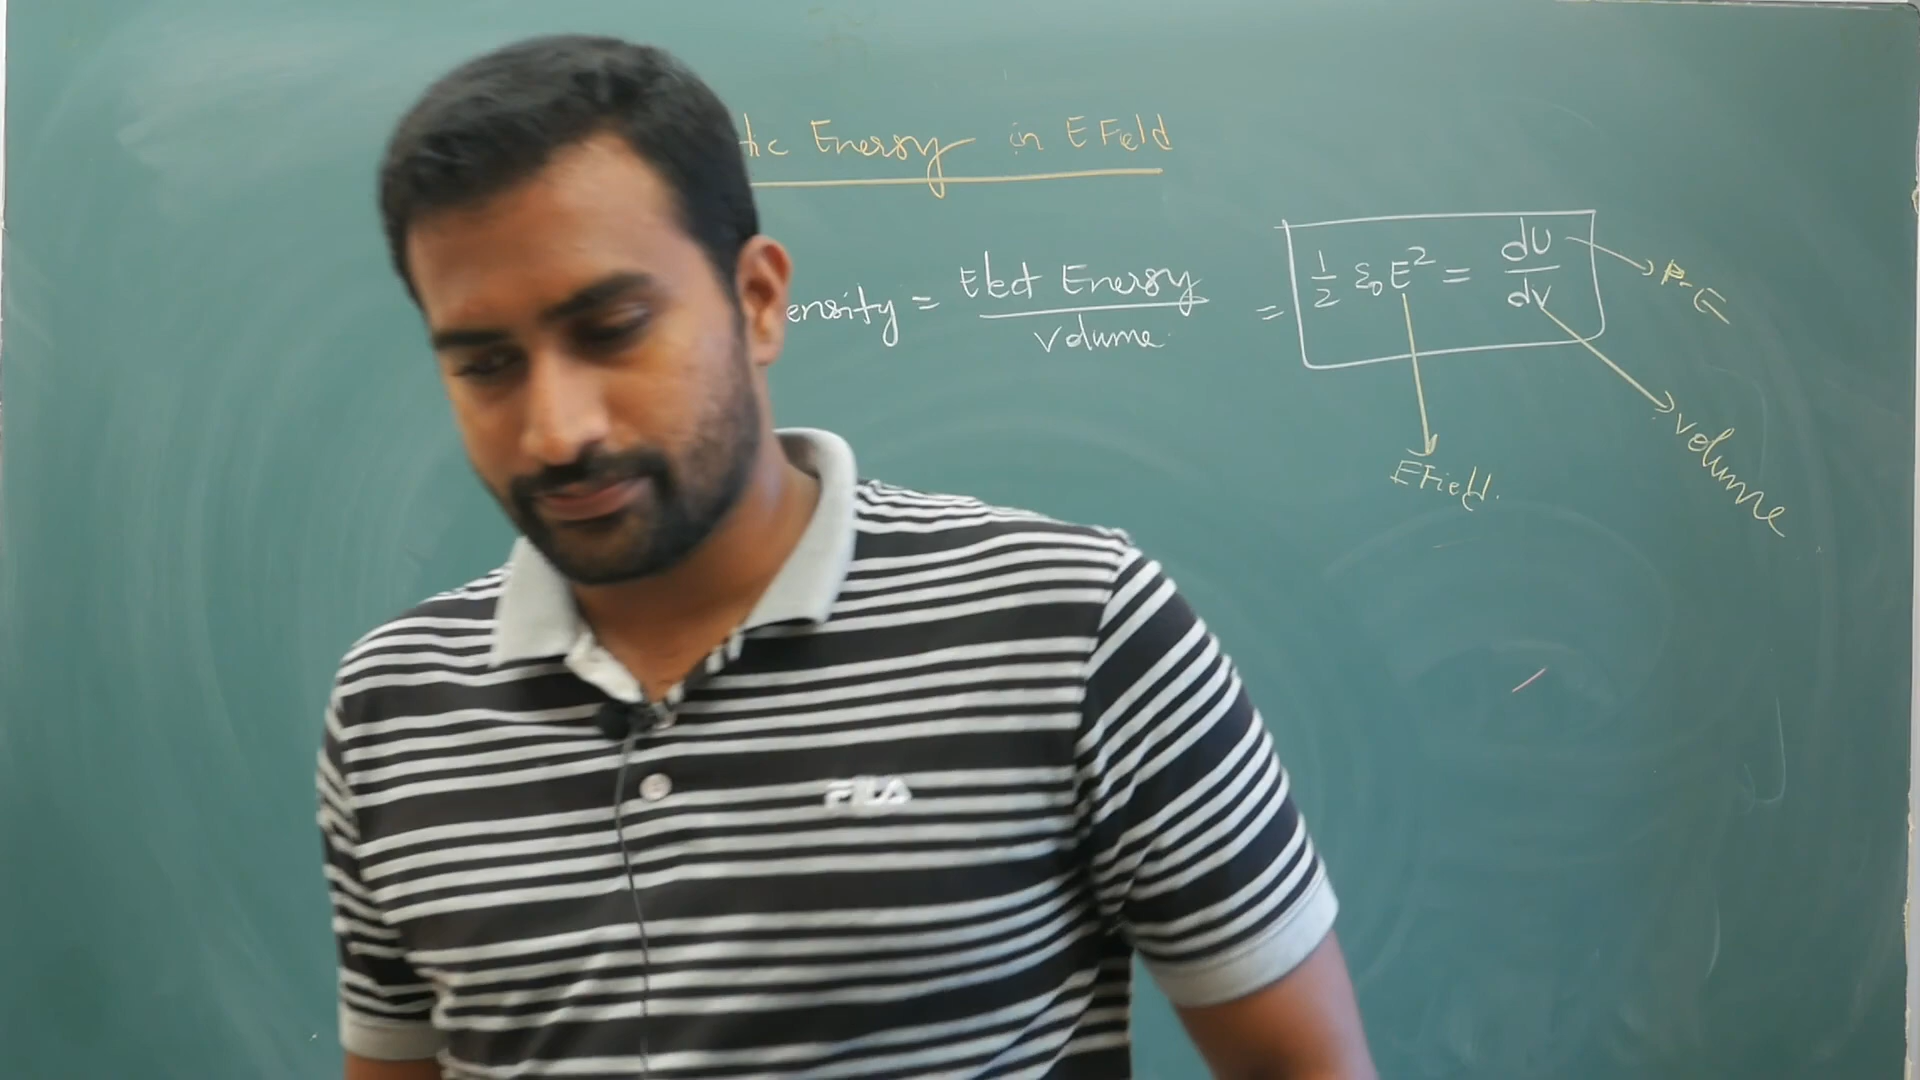 tic Energy in E Field
ensity = Elect Energy / Volume = 1/2 ε₀E² = dU/dV
P.E
Volume
E Field.
FILA